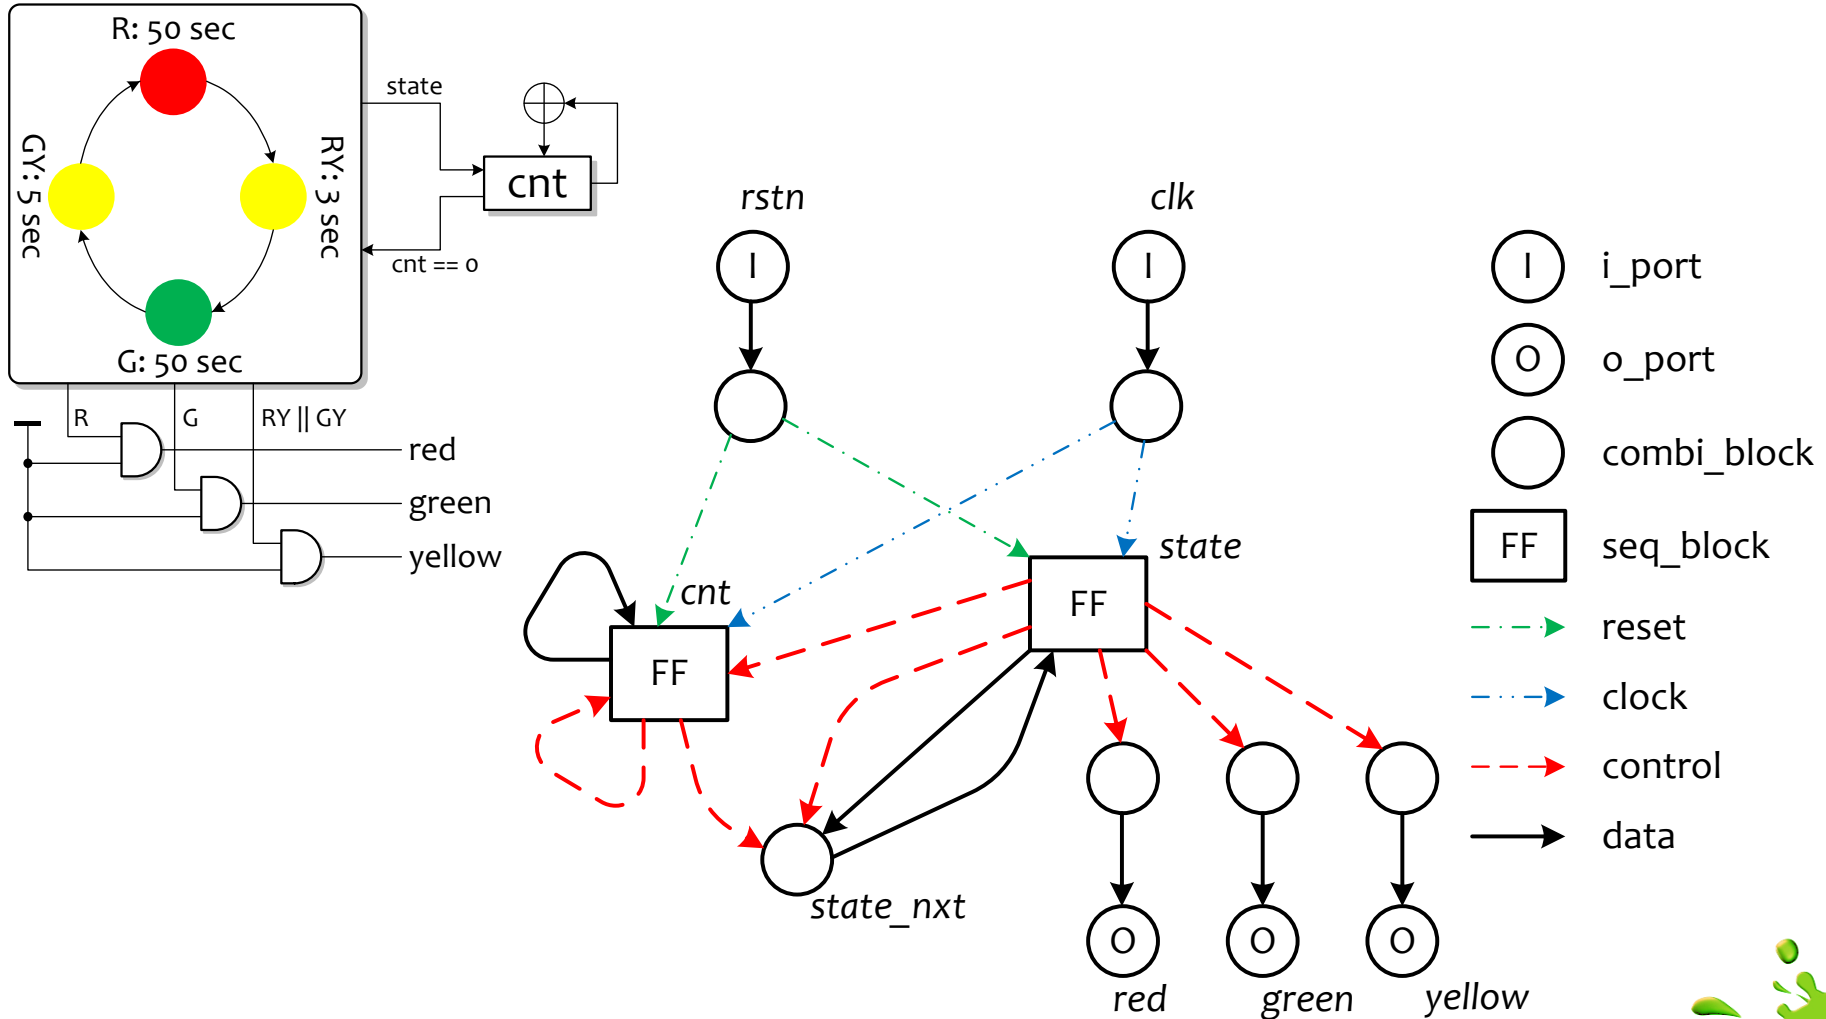 R: 50 sec
GY: 5 sec
RY: 3 sec
G: 50 sec
state
cnt
cnt == 0
R
G
RY || GY
red
green
yellow
rstn
clk
I
I
cnt
FF
state
FF
state_nxt
O
O
O
red
green
yellow
I
i_port
O
o_port
combi_block
FF
seq_block
reset
clock
control
data